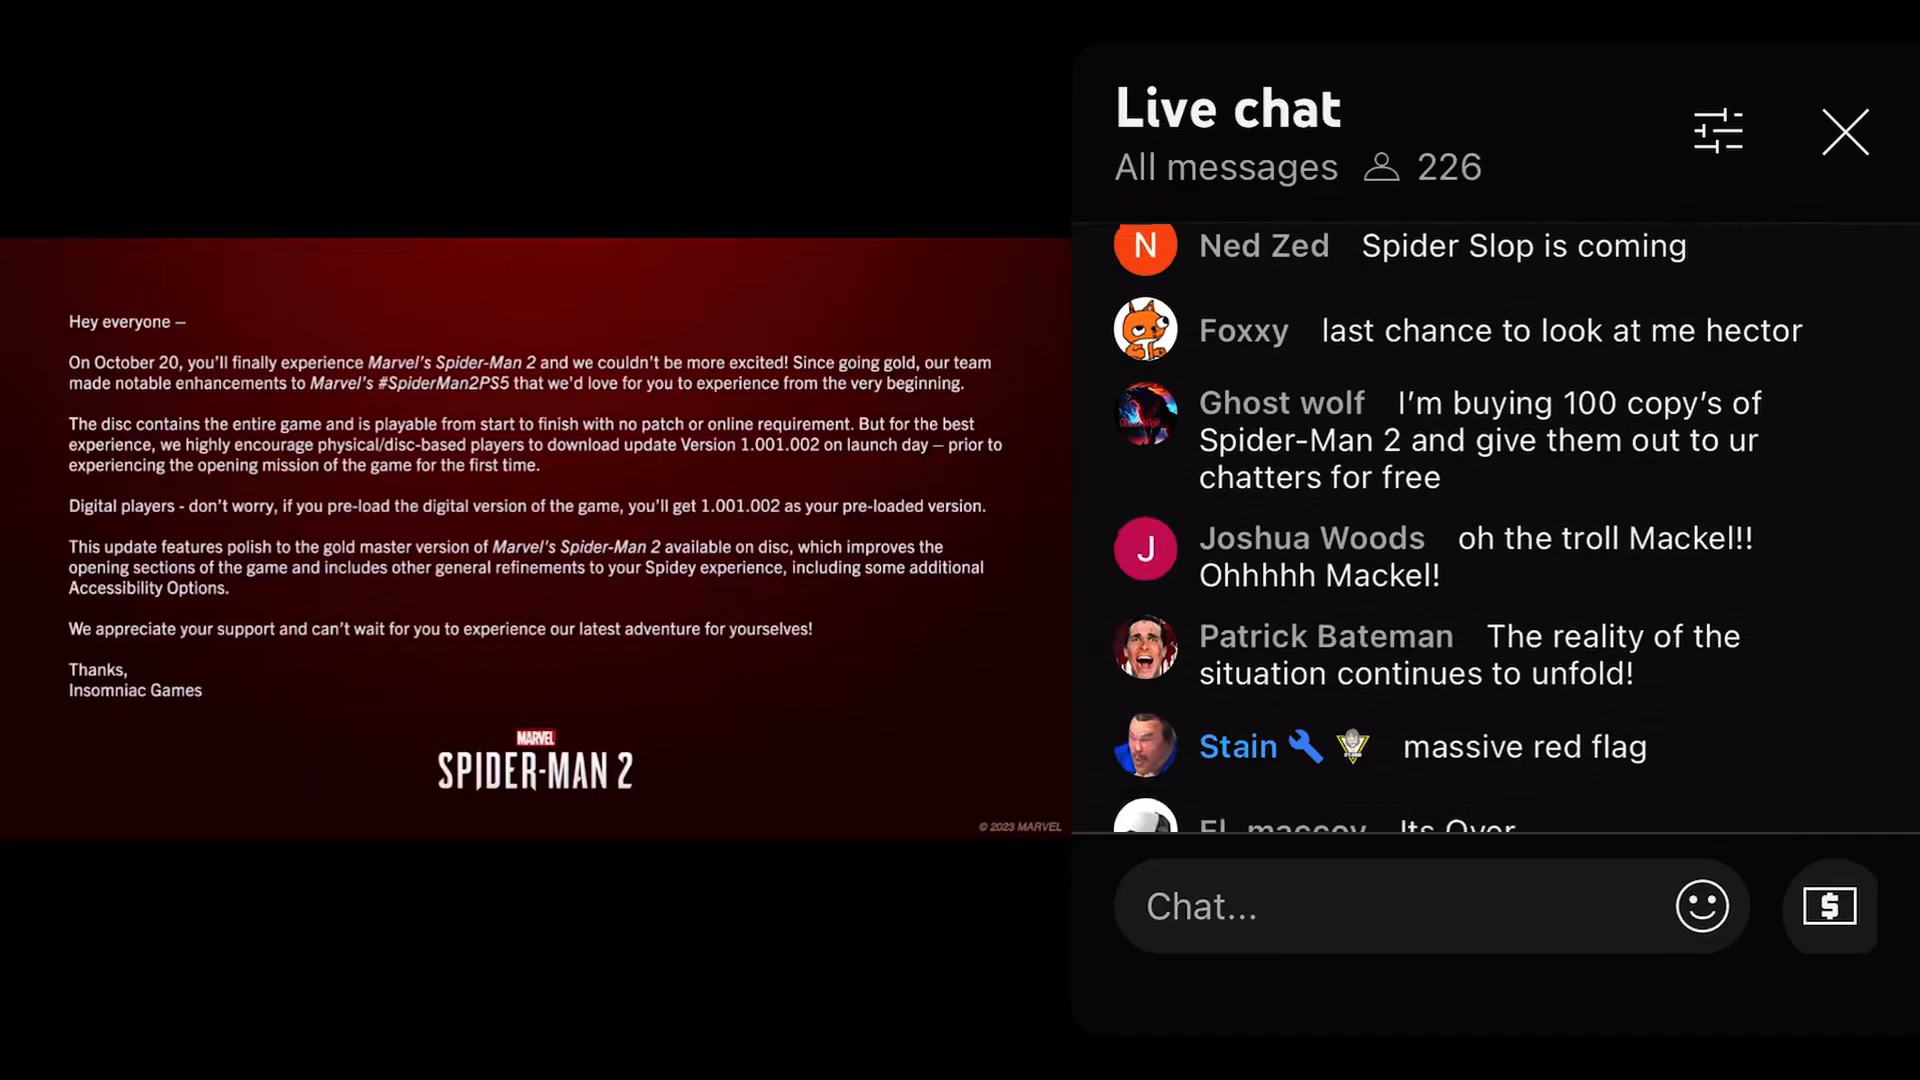 Hey everyone –
On October 20, you'll finally experience Marvel's Spider-Man 2 and we couldn't be more excited! Since going gold, our team
made notable enhancements to Marvel's #SpiderMan2PS5 that we'd love for you to experience from the very beginning.
The disc contains the entire game and is playable from start to finish with no patch or online requirement. But for the best
experience, we highly encourage physical/disc-based players to download update Version 1.001.002 on launch day – prior to
experiencing the opening mission of the game for the first time.
Digital players - don't worry, if you pre-load the digital version of the game, you'll get 1.001.002 as your pre-loaded version.
This update features polish to the gold master version of Marvel's Spider-Man 2 available on disc, which improves the
opening sections of the game and includes other general refinements to your Spidey experience, including some additional
Accessibility Options.
We appreciate your support and can't wait for you to experience our latest adventure for yourselves!
Thanks,
Insomniac Games
MARVEL
SPIDER-MAN 2
© 2023 MARVEL
Live chat
All messages 226
N Ned Zed Spider Slop is coming
Foxxy last chance to look at me hector
Ghost wolf I'm buying 100 copy's of
Spider-Man 2 and give them out to ur
chatters for free
J Joshua Woods oh the troll Mackel!!
Ohhhhh Mackel!
Patrick Bateman The reality of the
situation continues to unfold!
Stain massive red flag
Its Over
Chat...
$